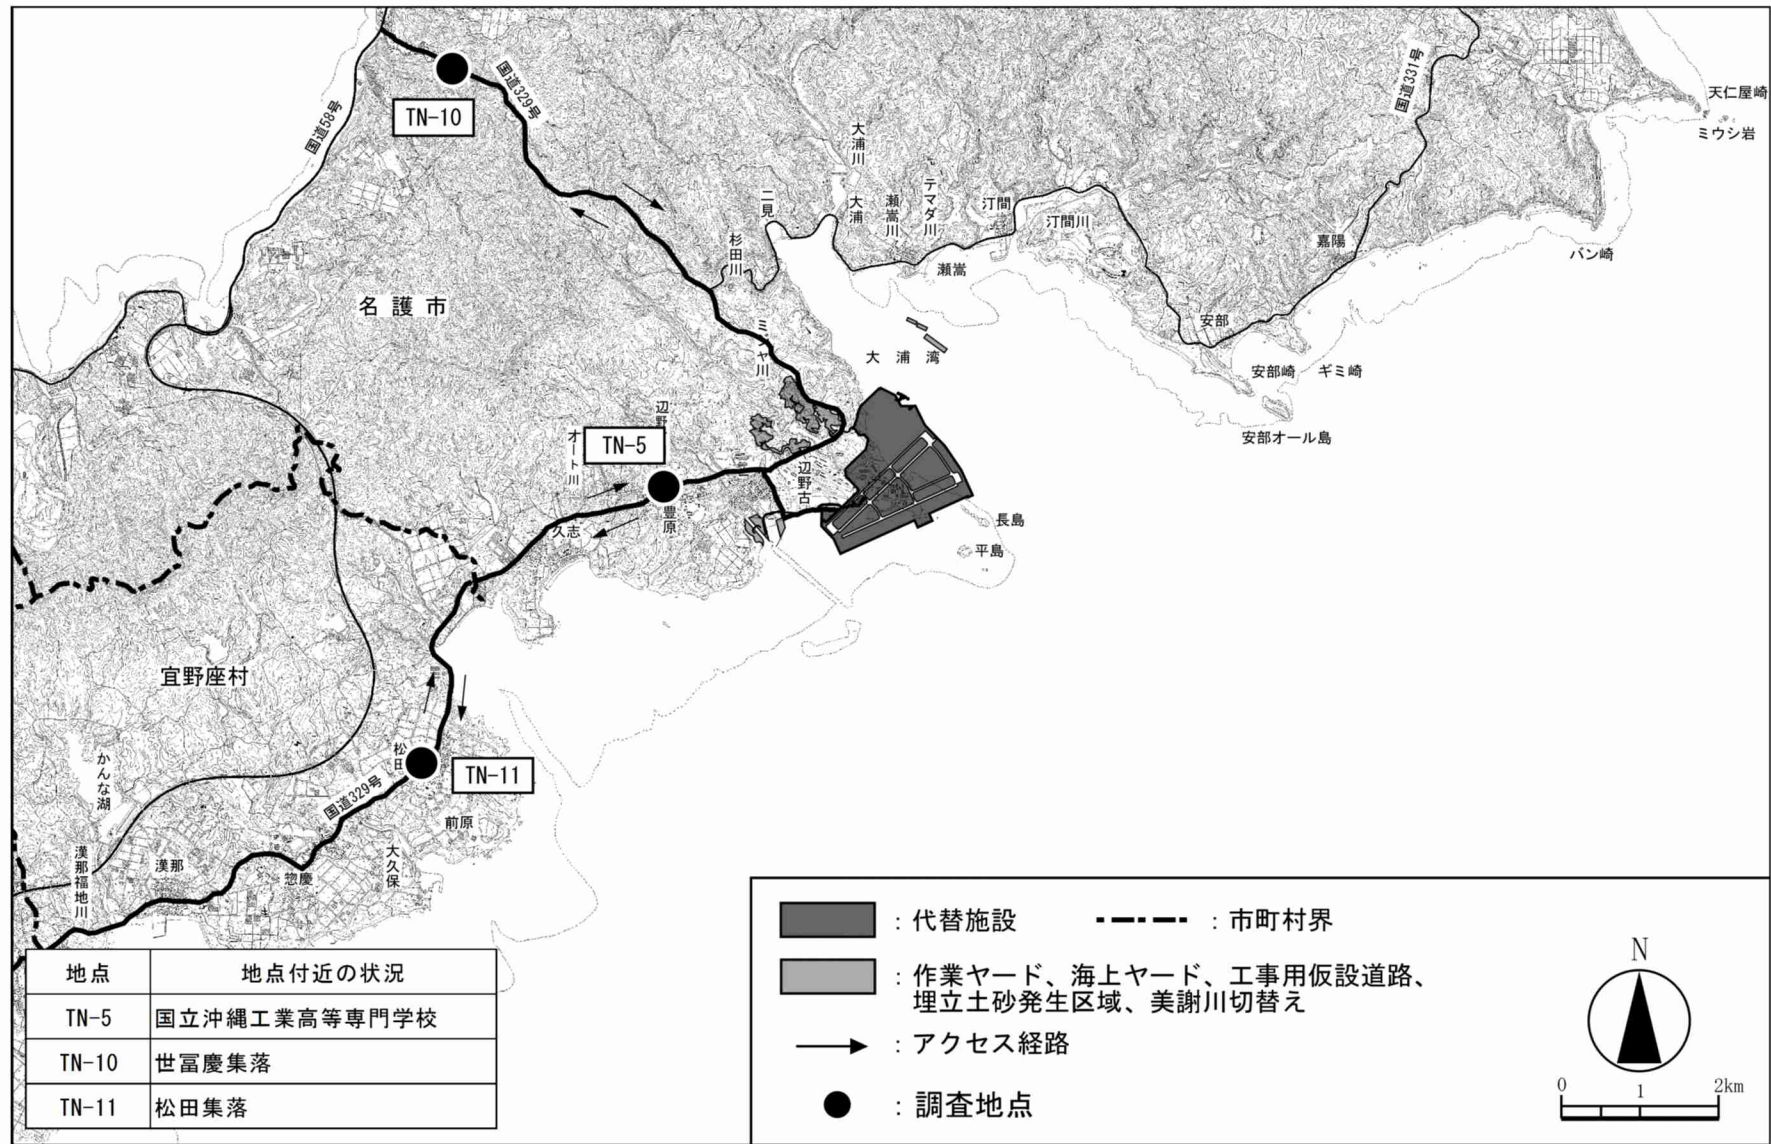 国道58号
国道329号
TN-10
国道331号
天仁屋崎
ミウシ岩
バン崎
大浦川
大浦
二見
瀬嵩川
テマダ川
汀間
汀間川
瀬嵩
嘉陽
杉田川
名護市
安部
大浦湾
安部崎
ギミ崎
安部オール島
辺野
TN-5
オート川
辺野古
豊原
久志
長島
平島
宜野座村
かんな湖
松田
TN-11
国道329号
前原
大久保
惣慶
漢那
漢那福地川
地点 地点付近の状況
TN-5 国立沖縄工業高等専門学校
TN-10 世冨慶集落
TN-11 松田集落
:代替施設
:市町村界
:作業ヤード、海上ヤード、工事用仮設道路、
埋立土砂発生区域、美謝川切替え
:アクセス経路
:調査地点
N
0 1 2km